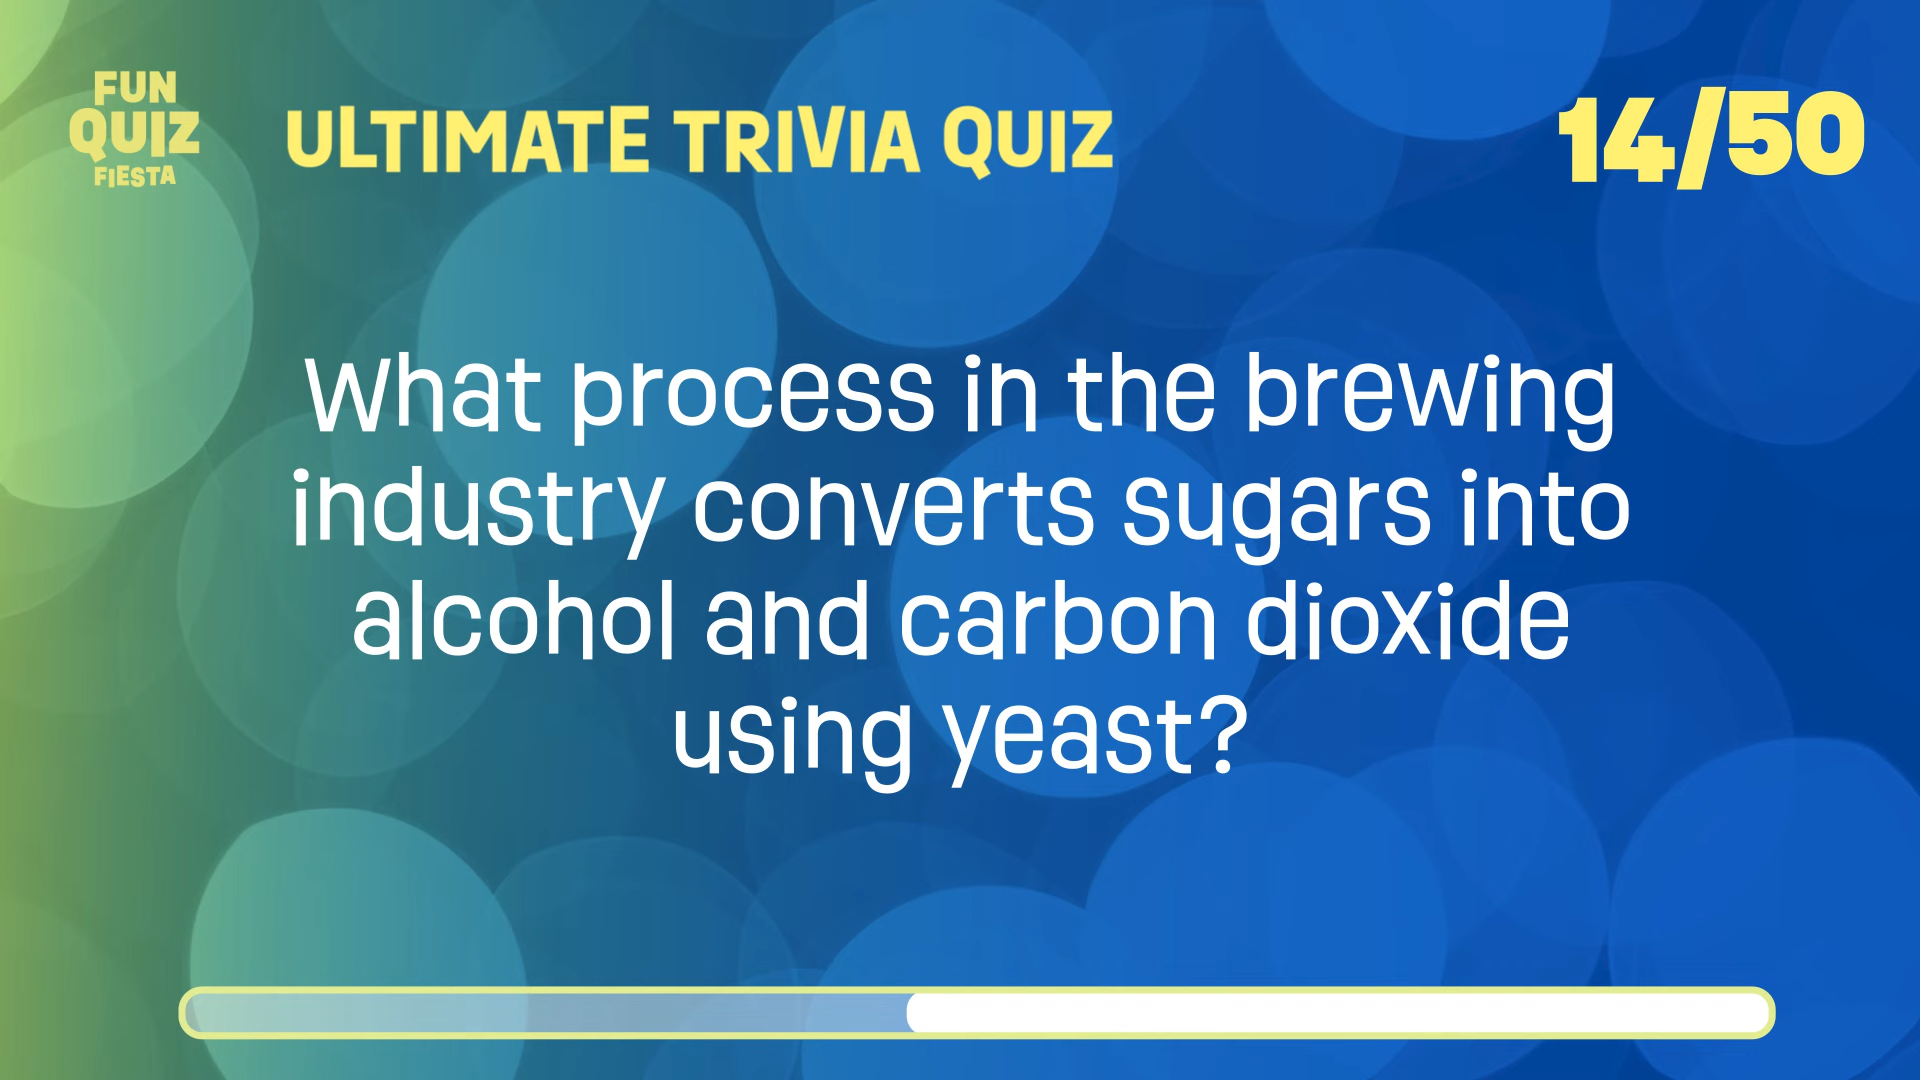 FUN
QUIZ
FIESTA
ULTIMATE TRIVIA QUIZ
14/50
What process in the brewing
industry converts sugars into
alcohol and carbon dioxide
using yeast?